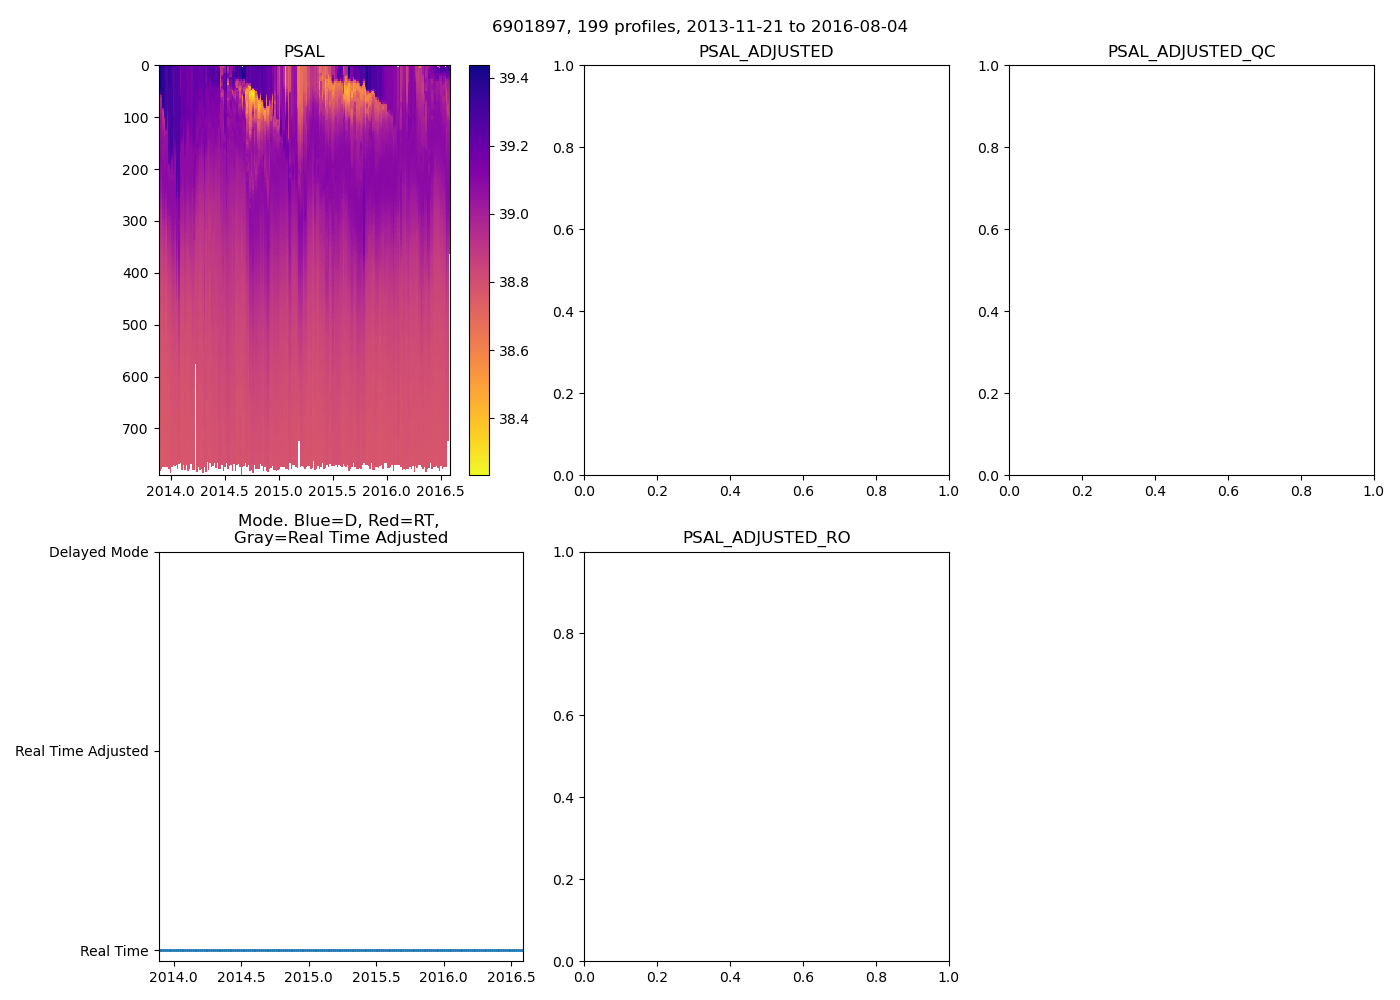 6901897, 199 profiles, 2013-11-21 to 2016-08-04
PSAL
0
100
200
300
400
500
600
700
2014.0 2014.5 2015.0 2015.5 2016.0 2016.5
39.4
39.2
39.0
38.8
38.6
38.4
PSAL_ADJUSTED
1.0
0.8
0.6
0.4
0.2
0.0
0.0 0.2 0.4 0.6 0.8 1.0
PSAL_ADJUSTED_QC
1.0
0.8
0.6
0.4
0.2
0.0
0.0 0.2 0.4 0.6 0.8 1.0
Mode. Blue=D, Red=RT,
Gray=Real Time Adjusted
Delayed Mode
Real Time Adjusted
Real Time
2014.0 2014.5 2015.0 2015.5 2016.0 2016.5
PSAL_ADJUSTED_RO
1.0
0.8
0.6
0.4
0.2
0.0
0.0 0.2 0.4 0.6 0.8 1.0